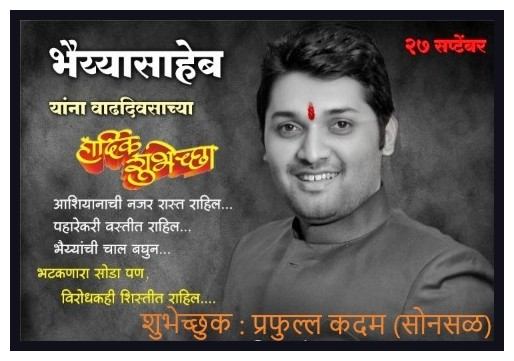 भैय्यासाहेब
२७ सप्टेंबर
यांना वाढदिवसाच्या
हार्दिक
शुभेच्छा
आशियानाची नजर रास्त राहिल...
पहारेकरी वस्तीत राहिल...
भैय्यांची चाल बघुन...
भटकणारा सोडा पण,
विरोधकही शिस्तीत राहिल....
शुभेच्छुक : प्रफुल्ल कदम (सोनसळ)